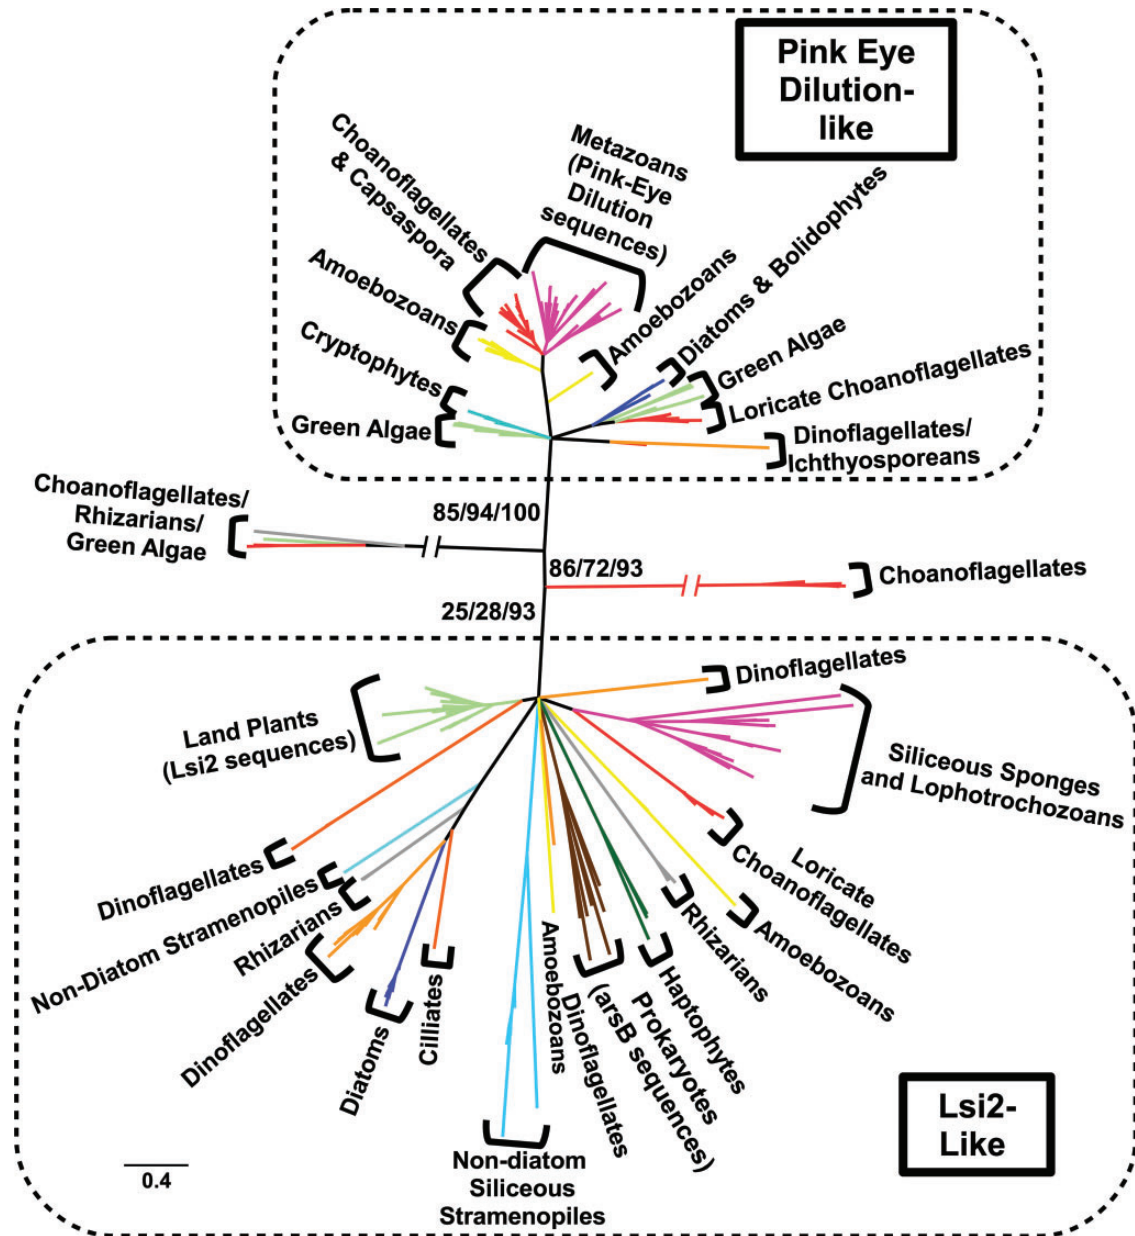 Pink Eye
Dilution-
like
Choanoflagellates
& Capsaspora
Metazoans
(Pink-Eye
Dilution
sequences)
Amoebozoans
Amoebozoans
Diatoms & Bolidophytes
Cryptophytes
Green Algae
Green Algae
Loricate Choanoflagellates
Dinoflagellates/
Ichthyosporeans
Choanoflagellates/
Rhizarians/
Green Algae
85/94/100
86/72/93
Choanoflagellates
25/28/93
Dinoflagellates
Land Plants
(Lsi2 sequences)
Siliceous Sponges
and Lophotrochozoans
Dinoflagellates
Non-Diatom Stramenopiles
Rhizarians
Dinoflagellates
Diatoms
Cilliates
Non-diatom
Siliceous
Stramenopiles
Amoebozoans
Dinoflagellates
Prokaryotes
(arsB sequences)
Haptophytes
Rhizarians
Amoebozoans
Loricate
Choanoflagellates
Lsi2-
Like
0.4